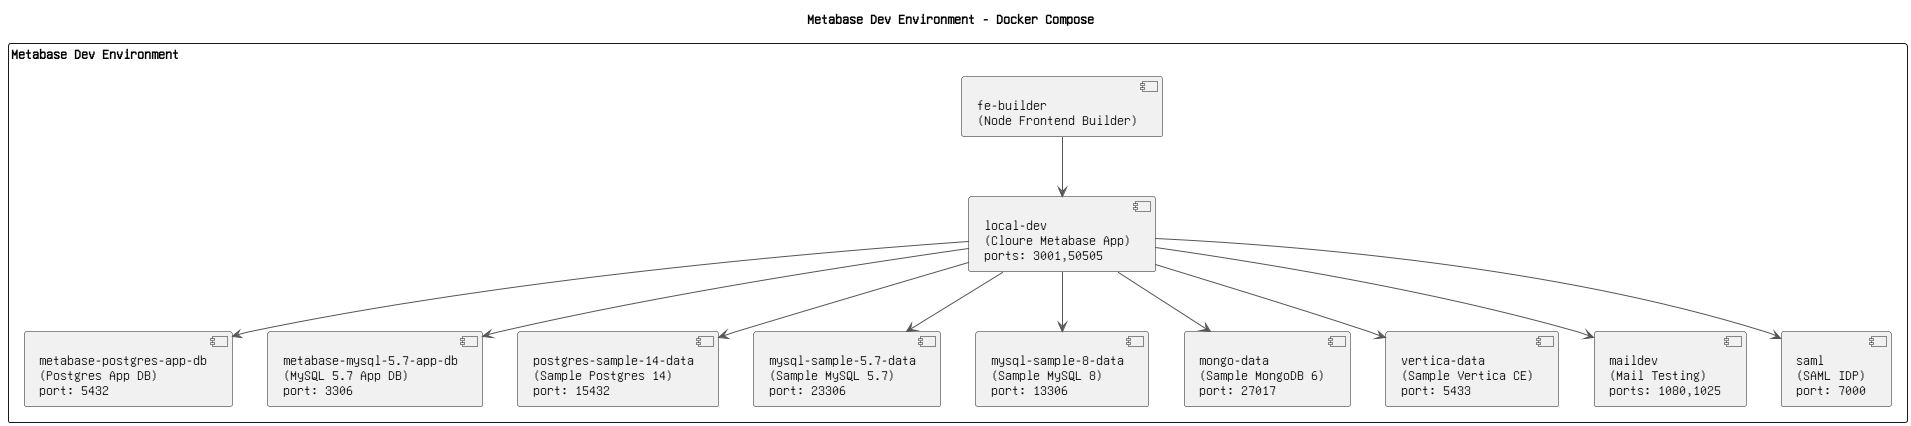 Metabase Dev Environment - Docker Compose
Metabase Dev Environment
fe-builder
(Node Frontend Builder)
local-dev
(Cloure Metabase App)
ports: 3001,50505
metabase-postgres-app-db
(Postgres App DB)
port: 5432
metabase-mysql-5.7-app-db
(MySQL 5.7 App DB)
port: 3306
postgres-sample-14-data
(Sample Postgres 14)
port: 15432
mysql-sample-5.7-data
(Sample MySQL 5.7)
port: 23306
mysql-sample-8-data
(Sample MySQL 8)
port: 13306
mongo-data
(Sample MongoDB 6)
port: 27017
vertica-data
(Sample Vertica CE)
port: 5433
maildev
(Mail Testing)
ports: 1080,1025
saml
(SAML IDP)
port: 7000